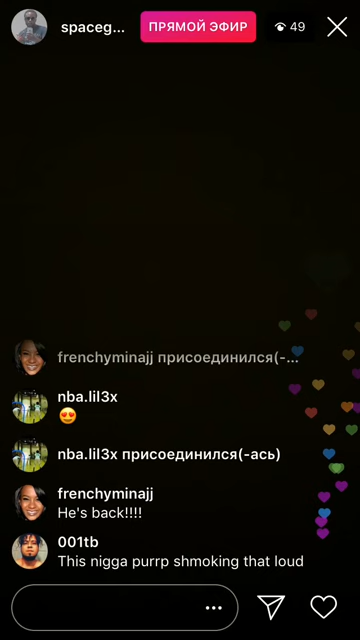 spaceg...
ПРЯМОЙ ЭФИР
49
frenchyminajj присоединился(-...
nba.lil3x
😍
nba.lil3x присоединился(-ась)
frenchyminajj
He's back!!!!
001tb
This nigga purrp shmoking that loud